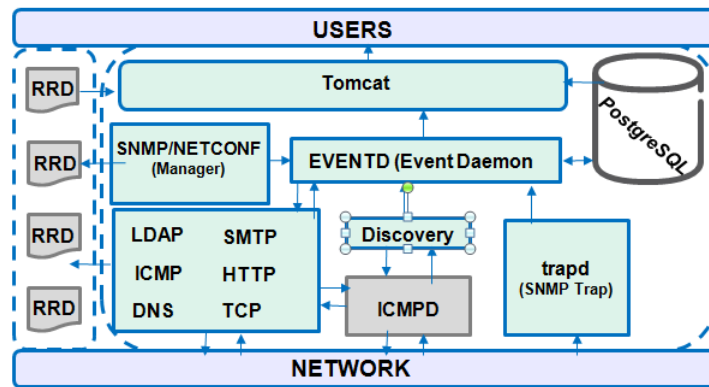 USERS
RRD
Tomcat
PostgreSQL
RRD
SNMP/NETCONF
(Manager)
EVENTD (Event Daemon
RRD
LDAP SMTP
ICMP HTTP
DNS TCP
Discovery
trapd
(SNMP Trap)
RRD
ICMPD
NETWORK